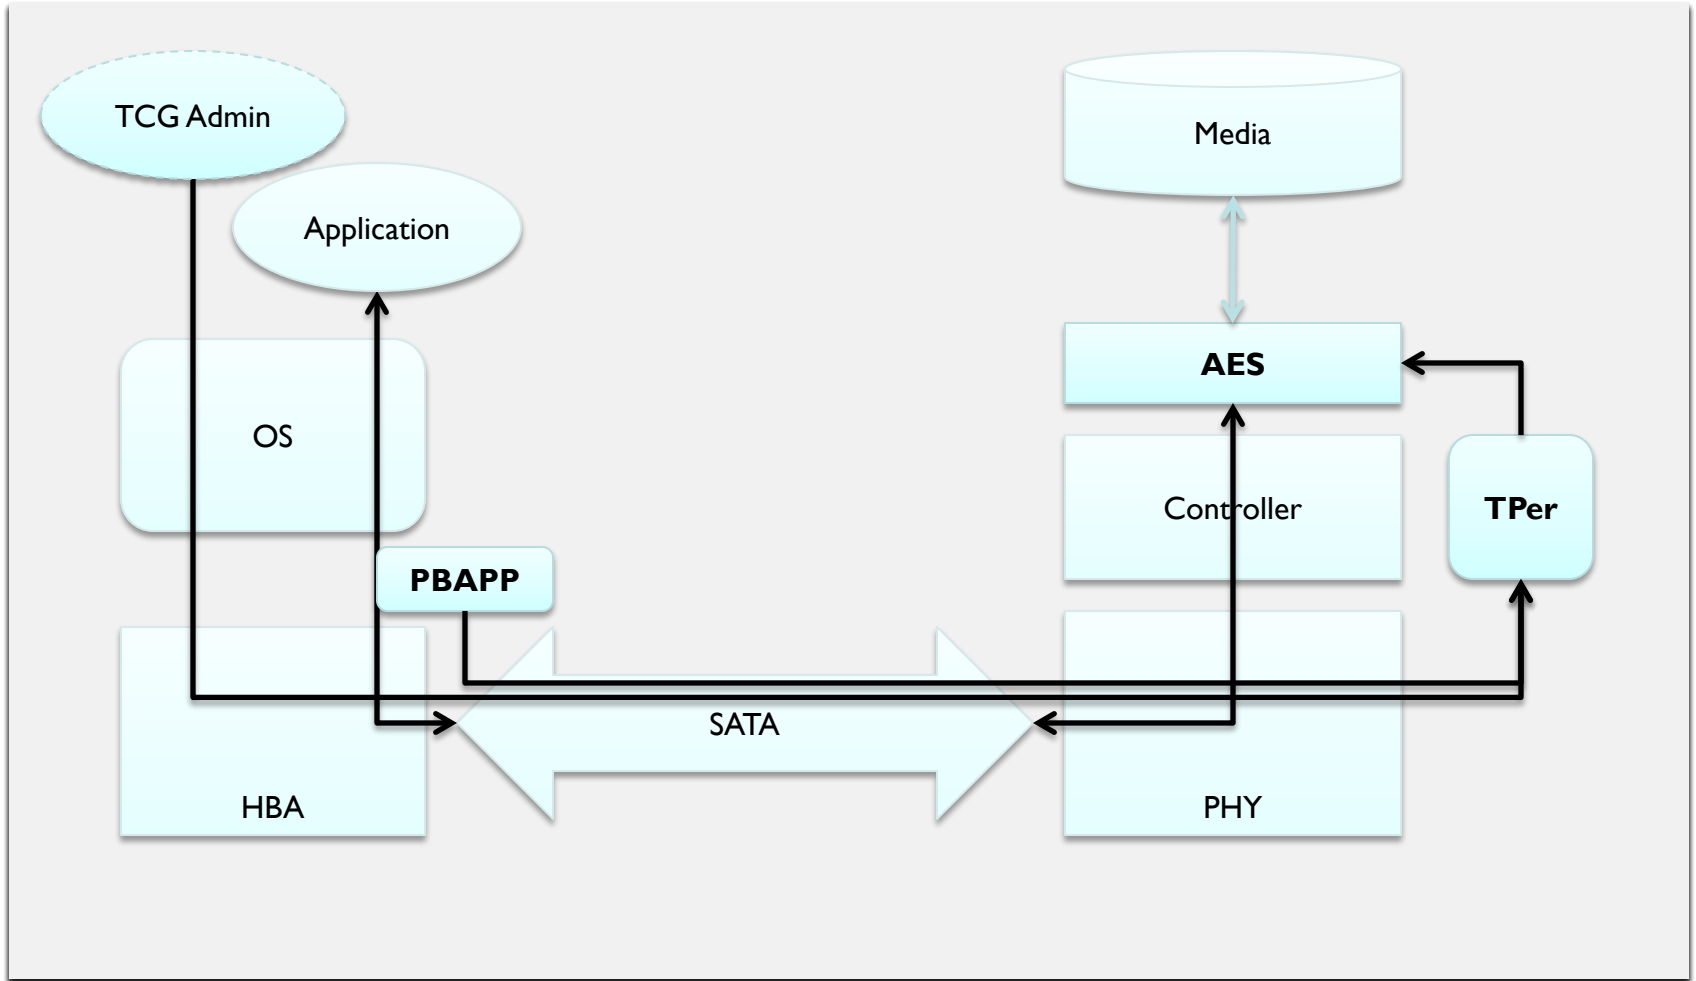 TCG Admin
Application
OS
PBAPP
HBA
SATA
Media
AES
Controller
TPer
PHY